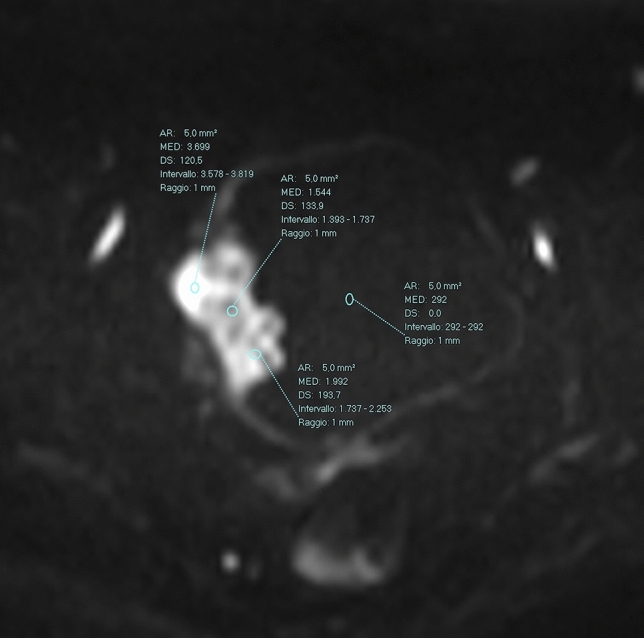 AR: 5,0 mm²
MED: 3.699
DS: 120,5
Intervallo: 3.578 - 3.819
Raggio: 1 mm
AR: 5,0 mm²
MED: 1.544
DS: 133,9
Intervallo: 1.393 - 1.737
Raggio: 1 mm
AR: 5,0 mm²
MED: 292
DS: 0,0
Intervallo: 292 - 292
Raggio: 1 mm
AR: 5,0 mm²
MED: 1.992
DS: 193,7
Intervallo: 1.737 - 2.253
Raggio: 1 mm